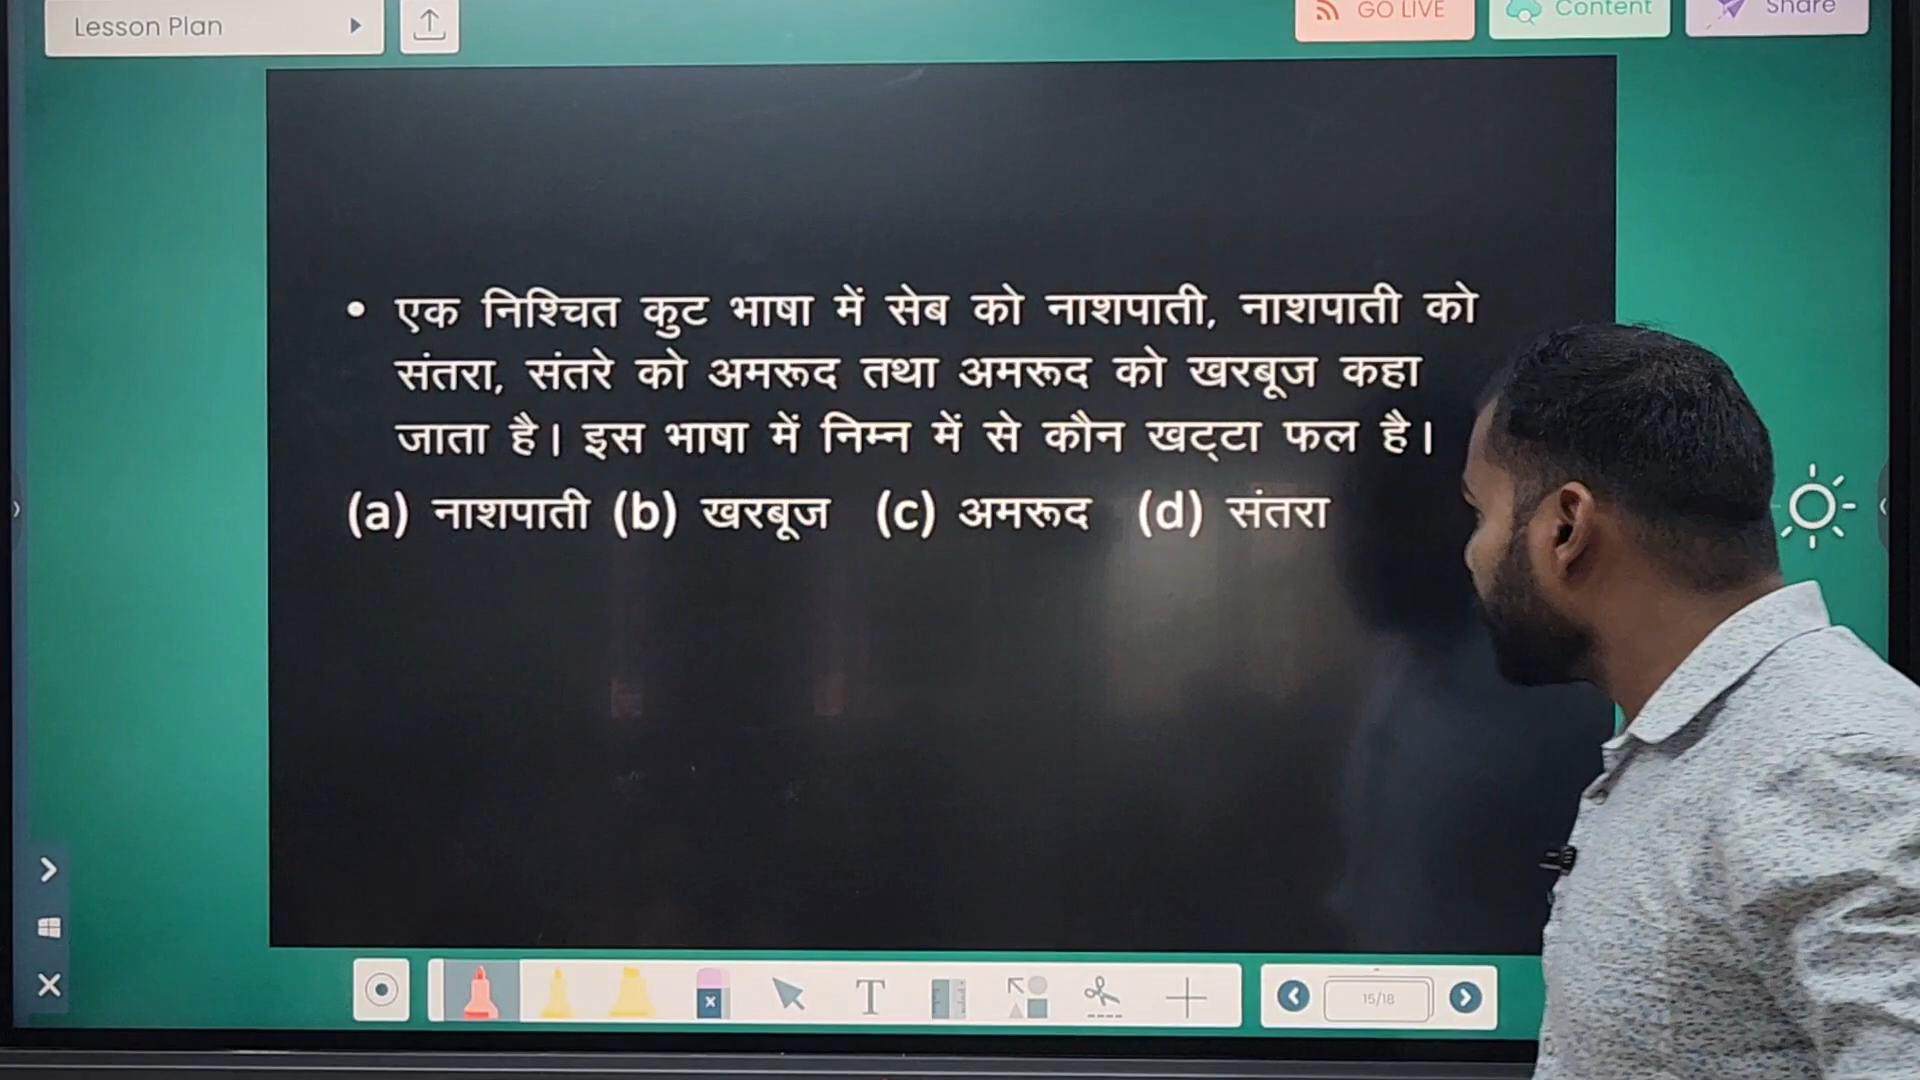 Lesson Plan
GO LIVE
Content
Share
• एक निश्चित कुट भाषा में सेब को नाशपाती, नाशपाती को
संतरा, संतरे को अमरूद तथा अमरूद को खरबूज कहा
जाता है। इस भाषा में निम्न में से कौन खट्टा फल है।
(a) नाशपाती (b) खरबूज (c) अमरूद (d) संतरा
T
15/18